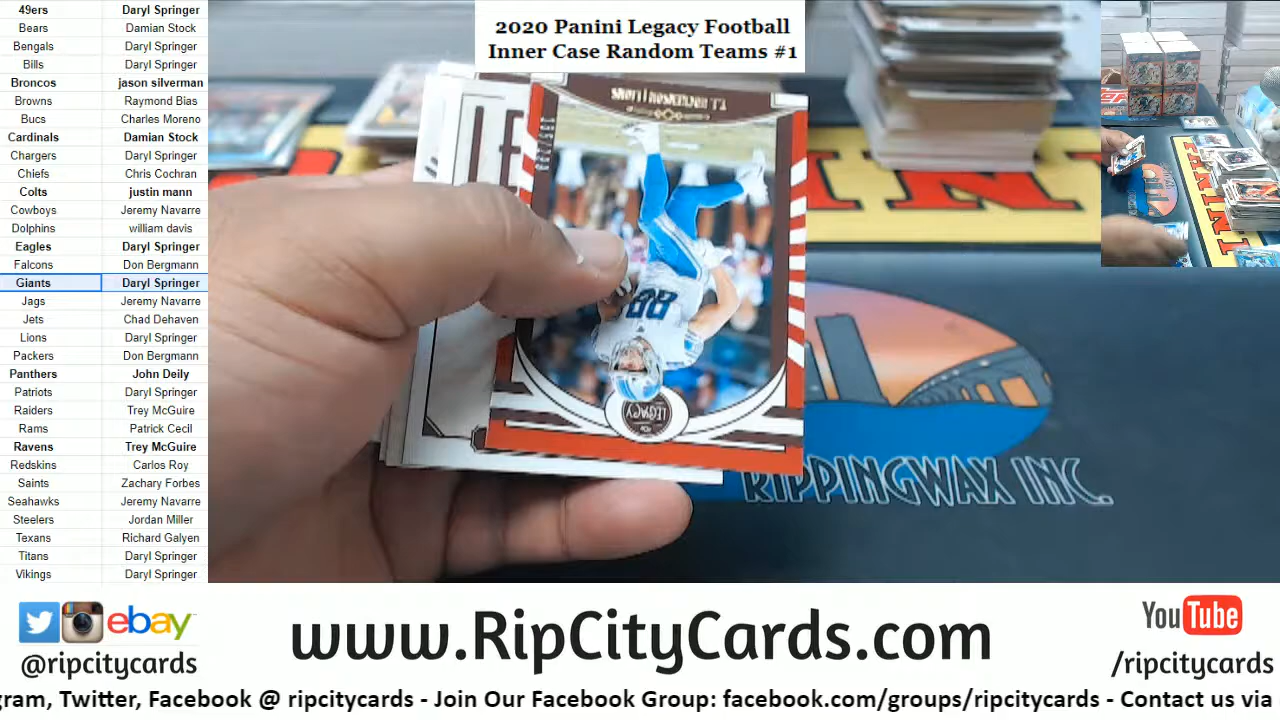 2020 Panini Legacy Football
Inner Case Random Teams #1
49ers Daryl Springer
Bears Damian Stock
Bengals Daryl Springer
Bills Daryl Springer
Broncos jason silverman
Browns Raymond Bias
Bucs Charles Moreno
Cardinals Damian Stock
Chargers Daryl Springer
Chiefs Chris Cochran
Colts justin mann
Cowboys Jeremy Navarre
Dolphins william davis
Eagles Daryl Springer
Falcons Don Bergmann
Giants Daryl Springer
Jags Jeremy Navarre
Jets Chad Dehaven
Lions Daryl Springer
Packers Don Bergmann
Panthers John Deily
Patriots Daryl Springer
Raiders Trey McGuire
Rams Patrick Cecil
Ravens Trey McGuire
Redskins Carlos Roy
Saints Zachary Forbes
Seahawks Jeremy Navarre
Steelers Jordan Miller
Texans Richard Galyen
Titans Daryl Springer
Vikings Daryl Springer
88
LEGACY
RIPPINGWAX INC.
ebay
@ripcitycards
www.RipCityCards.com
YouTube
/ripcitycards
gram, Twitter, Facebook @ ripcitycards - Join Our Facebook Group: facebook.com/groups/ripcitycards - Contact us via